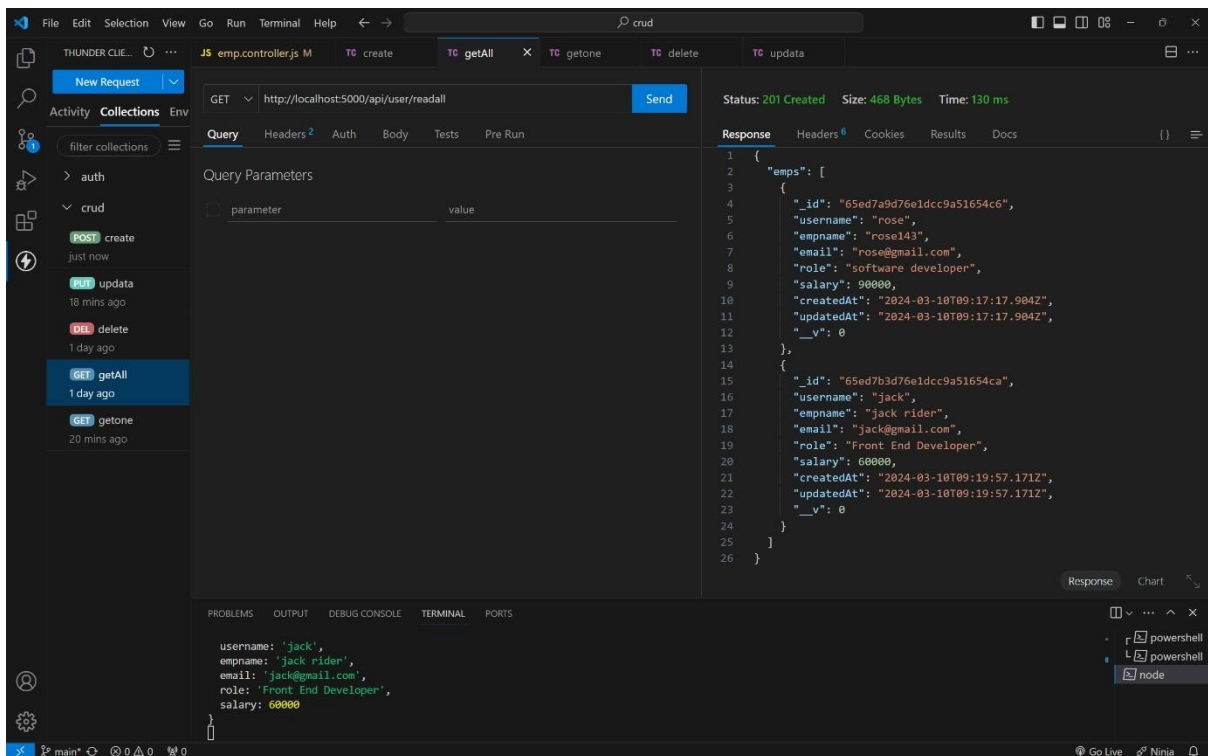 File Edit Selection View Go Run Terminal Help crud
THUNDER CLIE...
JS emp.controller.js M TC create TC getAll TC getone TC delete TC updata
New Request
Activity Collections Env
filter collections
auth
crud
POST create
just now
PUT updata
18 mins ago
DEL delete
1 day ago
GET getAll
1 day ago
GET getone
20 mins ago
GET http://localhost:5000/api/user/readall Send
Query Headers 2 Auth Body Tests Pre Run
Query Parameters
parameter value
Status: 201 Created Size: 468 Bytes Time: 130 ms
Response Headers 6 Cookies Results Docs {}
1 {
2 "emps": [
3 {
4 "_id": "65ed7a9d76e1dcc9a51654c6",
5 "username": "rose",
6 "empname": "rose143",
7 "email": "rose@gmail.com",
8 "role": "software developer",
9 "salary": 90000,
10 "createdAt": "2024-03-10T09:17:17.904Z",
11 "updatedAt": "2024-03-10T09:17:17.904Z",
12 "__v": 0
13 },
14 {
15 "_id": "65ed7b3d76e1dcc9a51654ca",
16 "username": "jack",
17 "empname": "jack rider",
18 "email": "jack@gmail.com",
19 "role": "Front End Developer",
20 "salary": 60000,
21 "createdAt": "2024-03-10T09:19:57.171Z",
22 "updatedAt": "2024-03-10T09:19:57.171Z",
23 "__v": 0
24 }
25 ]
26 }
Response Chart
PROBLEMS OUTPUT DEBUG CONSOLE TERMINAL PORTS
username: 'jack',
empname: 'jack rider',
email: 'jack@gmail.com',
role: 'Front End Developer',
salary: 60000
}
powershell
powershell
node
1
main* 0 0 0 Go Live Ninja